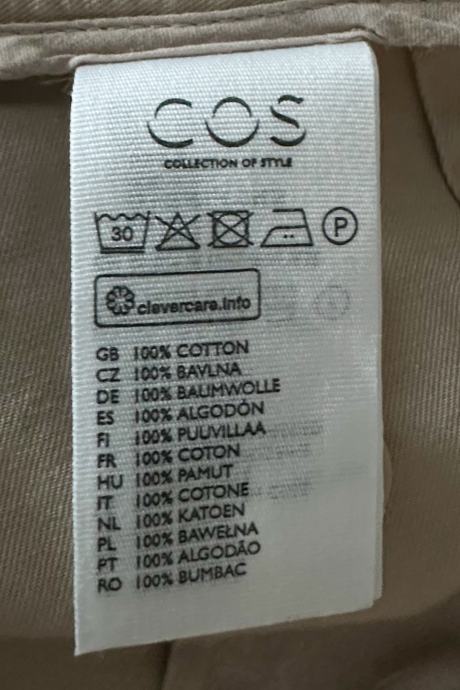 COS
COLLECTION OF STYLE
30 P
clevercare.info
GB 100% COTTON
CZ 100% BAVLNA
DE 100% BAUMWOLLE
ES 100% ALGODÓN
FI 100% PUUVILLAA
FR 100% COTON
HU 100% PAMUT
IT 100% COTONE
NL 100% KATOEN
PL 100% BAWEŁNA
PT 100% ALGODÃO
RO 100% BUMBAC